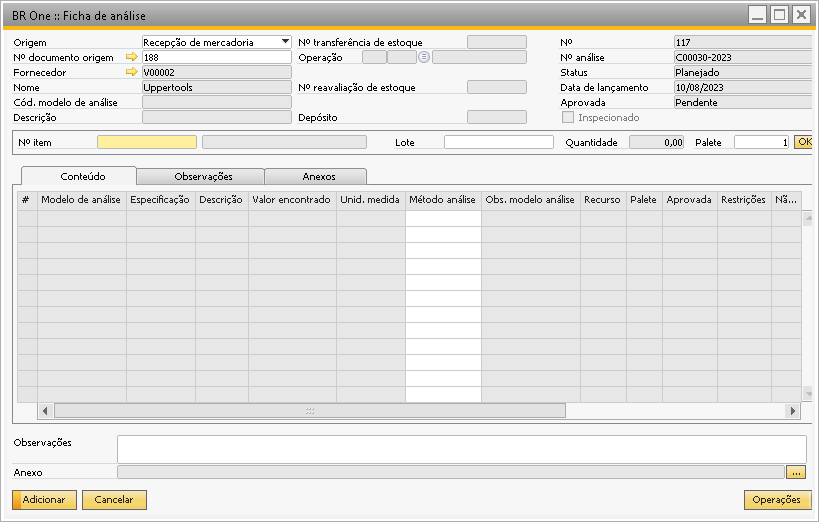 BR One :: Ficha de análise
Origem Recepção de mercadoria Nº transferência de estoque Nº 117
Nº documento origem 188 Operação Nº análise C00030-2023
Fornecedor V00002 Status Planejado
Nome Uppertools Nº reavaliação de estoque Data de lançamento 10/08/2023
Cód. modelo de análise Aprovada Pendente
Descrição Depósito Inspecionado
Nº item Lote Quantidade 0,00 Palete 1 OK
Conteúdo Observações Anexos
# Modelo de análise Especificação Descrição Valor encontrado Unid. medida Método análise Obs. modelo análise Recurso Palete Aprovada Restrições Nã...
Observações
Anexo ...
Adicionar Cancelar Operações